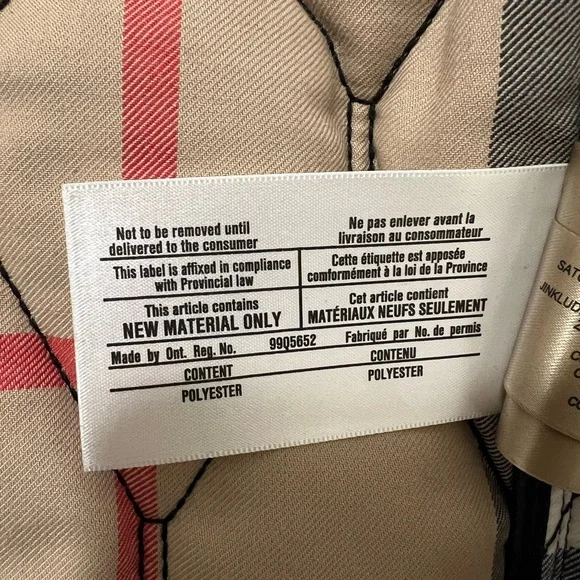 Not to be removed until
delivered to the consumer
Ne pas enlever avant la
livraison au consommateur
This label is affixed in compliance
with Provincial law
Cette étiquette est apposée
comformément à la loi de la Province
This article contains
NEW MATERIAL ONLY
Cet article contient
MATÉRIAUX NEUFS SEULEMENT
Made by Ont. Reg. No. 99Q5652 Fabriqué par No. de permis
CONTENT
POLYESTER
CONTENU
POLYESTER